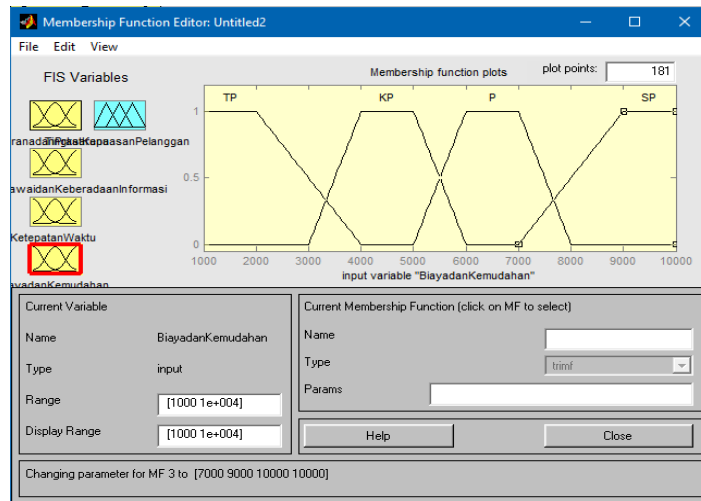 Membership Function Editor: Untitled2
File Edit View
FIS Variables
Membership function plots
plot points:
181
TP KP P SP
1
0.5
0
1000 2000 3000 4000 5000 6000 7000 8000 9000 10000
input variable "BiayadanKemudahan"
KepuasanPelanggan
awaidanKeberadaanInformasi
KetepatanWaktu
ayadanKemudahan
Current Variable
Name BiayadanKemudahan
Type input
Range [1000 1e+004]
Display Range [1000 1e+004]
Current Membership Function (click on MF to select)
Name
Type trimf
Params
Help Close
Changing parameter for MF 3 to [7000 9000 10000 10000]